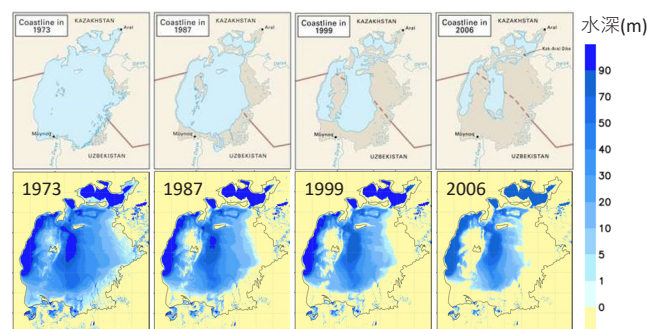 Coastline in 1973
KAZAKHSTAN
Aral
Moynoq
UZBEKISTAN
Coastline in 1987
KAZAKHSTAN
Aral
Moynoq
UZBEKISTAN
Coastline in 1999
KAZAKHSTAN
Aral
Moynoq
UZBEKISTAN
Coastline in 2006
KAZAKHSTAN
Aral
Kok-Aral Dike
Moynoq
UZBEKISTAN
水深(m)
90
70
50
40
30
20
10
5
1
0
1973
1987
1999
2006